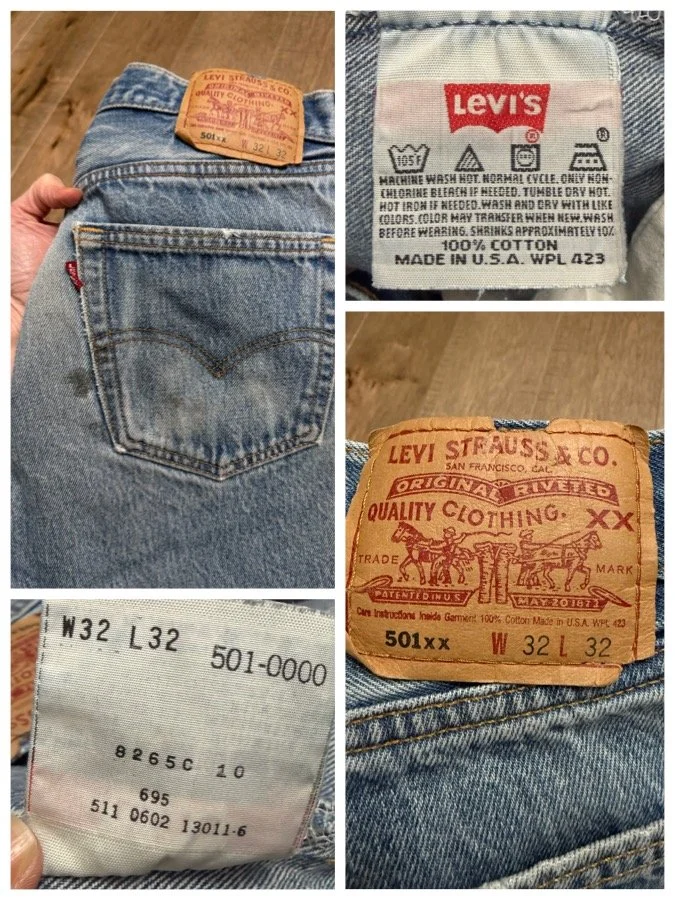 LEVI STRAUSS & CO.
ORIGINAL RIVETED
QUALITY CLOTHING.
501xx W 32 L 32
LEVI'S
®
LEVI'S
®
105F
®
MACHINE WASH HOT. NORMAL CYCLE. ONLY NON-
CHLORINE BLEACH IF NEEDED. TUMBLE DRY HOT.
HOT IRON IF NEEDED. WASH AND DRY WITH LIKE
COLORS. COLOR MAY TRANSFER WHEN NEW. WASH
BEFORE WEARING. SHRINKS APPROXIMATELY 10%
100% COTTON
MADE IN U.S.A. WPL 423
LEVI STRAUSS & CO.
SAN FRANCISCO, CAL.
ORIGINAL RIVETED
QUALITY CLOTHING. XX
TRADE MARK
PATENTED IN U.S. MAY 20 1873
Care Instructions Inside Garment 100% Cotton Made in U.S.A. WPL 423
501xx W 32 L 32
W32 L32 501-0000
8265C 10
695
511 0602 13011-6